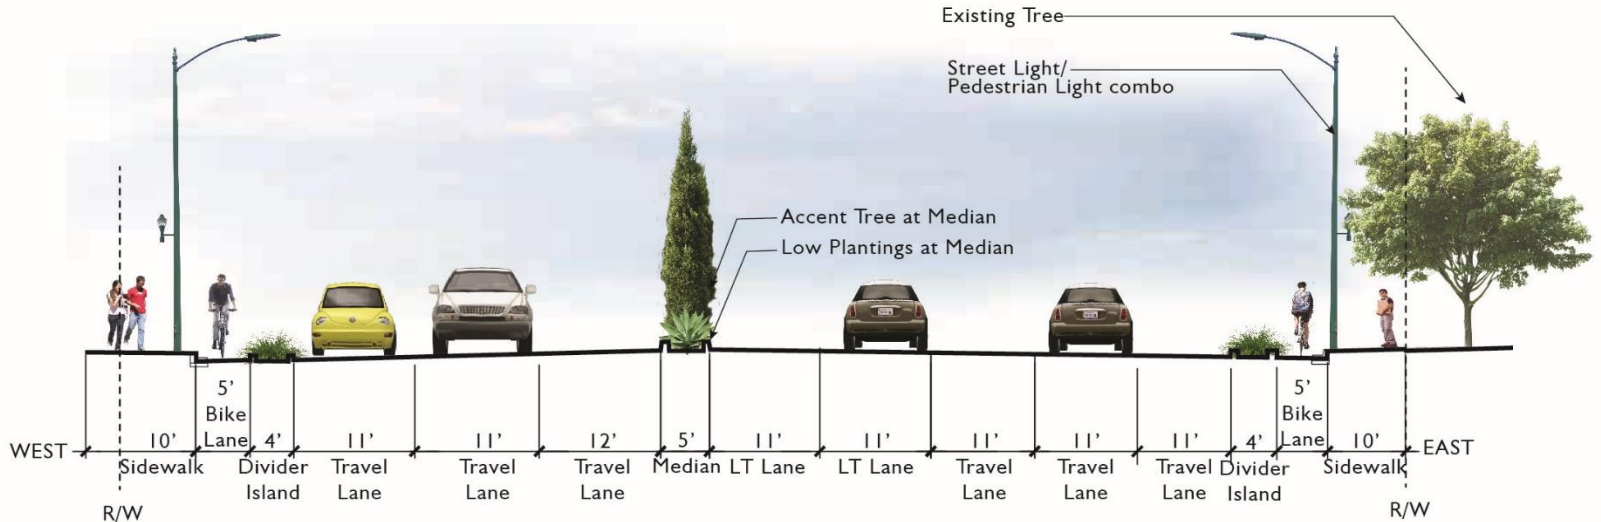 Existing Tree
Street Light/
Pedestrian Light combo
Accent Tree at Median
Low Plantings at Median
WEST
10'
Sidewalk
5'
Bike
Lane
4'
Divider
Island
11'
Travel
Lane
11'
Travel
Lane
12'
Travel
Lane
5'
Median
11'
LT Lane
11'
LT Lane
11'
Travel
Lane
11'
Travel
Lane
11'
Travel
Lane
4'
Divider
Island
5'
Bike
Lane
10'
Sidewalk
EAST
R/W
R/W